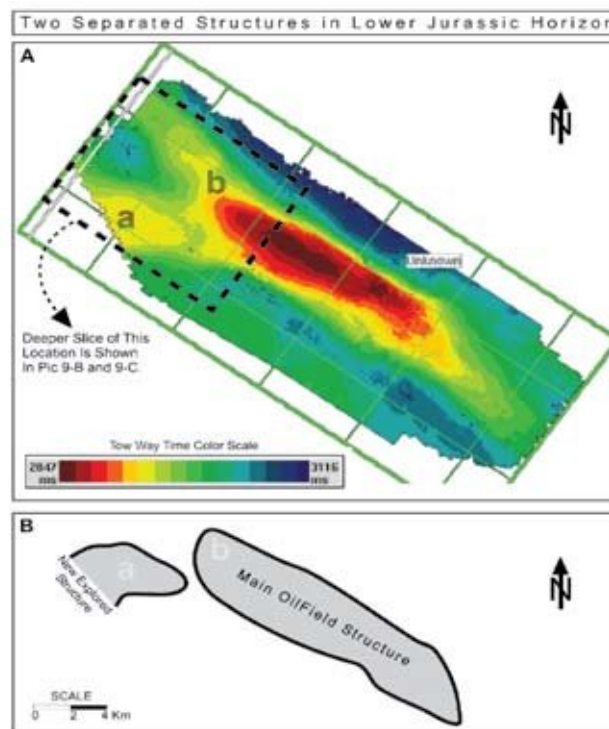 Two Separated Structures in Lower Jurassic Horizon
A
N
b
a
Unknown
Deeper Slice of This
Location Is Shown
In Pic 9-B and 9-C.
Tow Way Time Color Scale
2847
ms
3116
ms
B
N
b
a
New Explored
Structure
Main OilField Structure
SCALE
0 2 4 Km